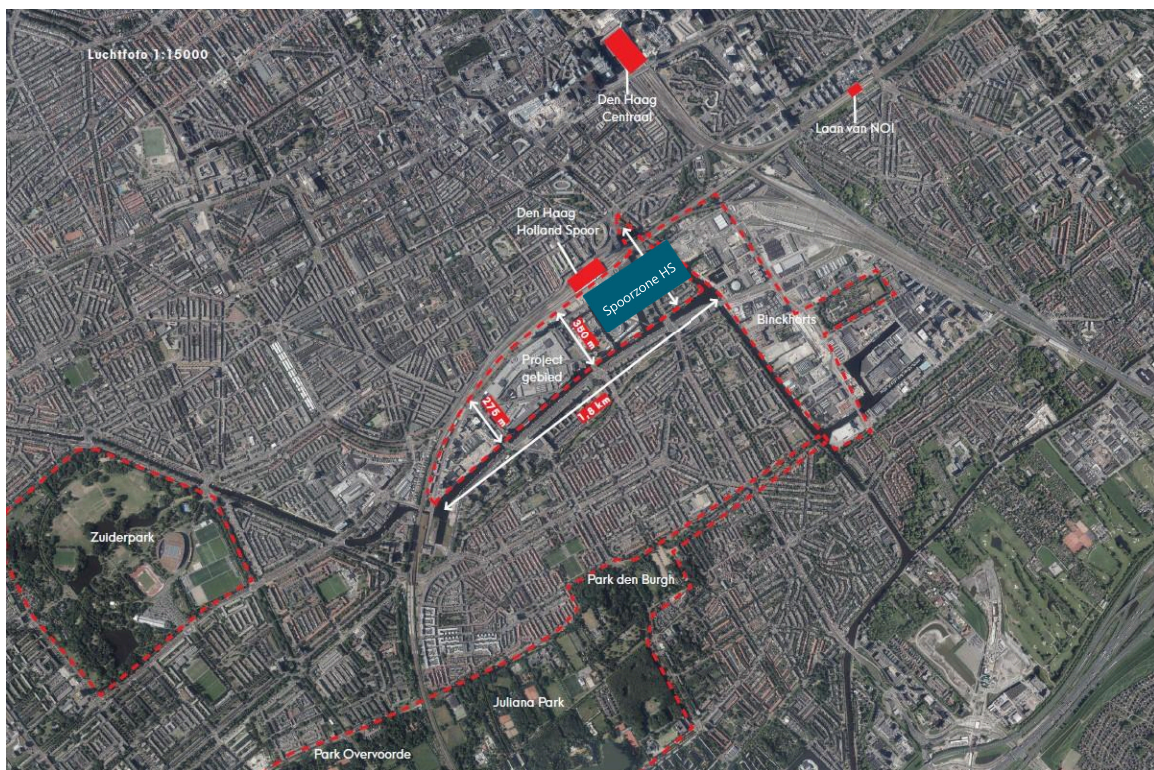 Luchtfoto 1:15000
Den Haag
Centraal
Laan van NOI
Den Haag
Holland Spoor
Spoorzone HS
Binckhorts
350 m
Project
gebied
1,8 km
275 m
Zuiderpark
Park den Burgh
Juliana Park
Park Overvoorde